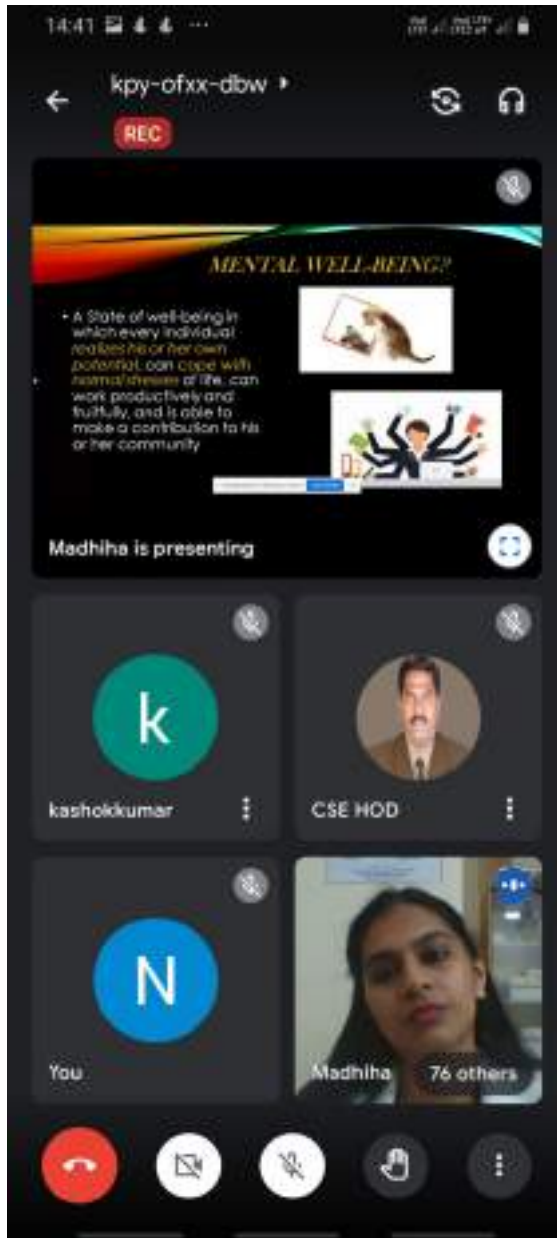 14:41
kpy-ofxx-dbw
REC
MENTAL WELL-BEING?
• A State of well-being in
which every individual
realizes his or her own
potential, can cope with
normal stresses of life, can
work productively and
fruitfully, and is able to
make a contribution to his
or her community
Madhiha is presenting
k
kashokkumar
CSE HOD
N
You
Madhiha
76 others